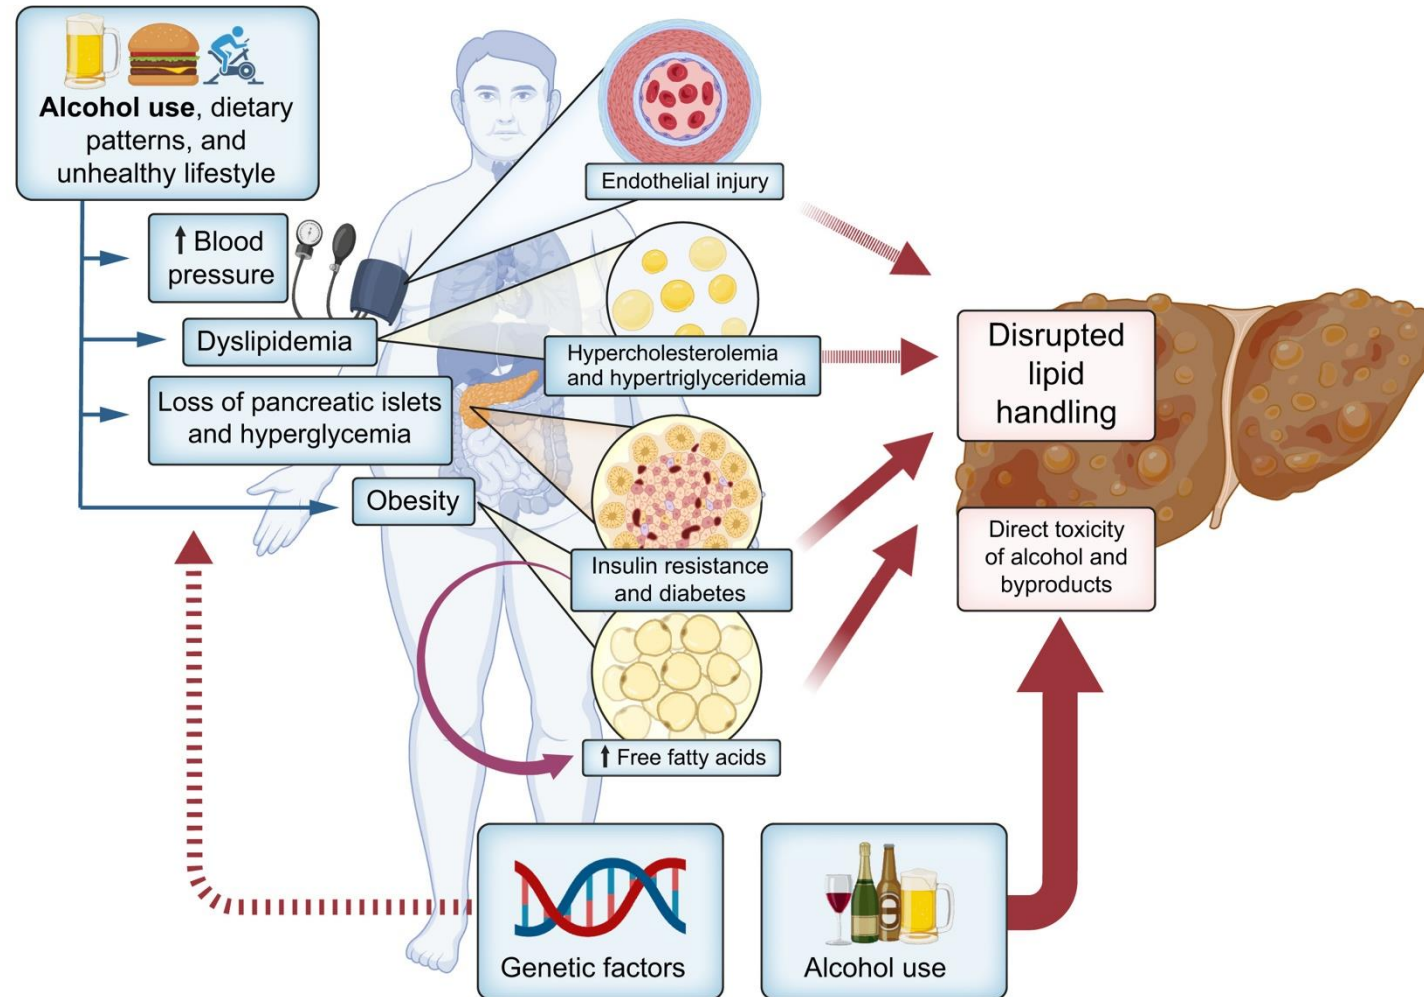 Alcohol use, dietary
patterns, and
unhealthy lifestyle
↑ Blood
pressure
Dyslipidemia
Loss of pancreatic islets
and hyperglycemia
Obesity
Endothelial injury
Hypercholesterolemia
and hypertriglyceridemia
Insulin resistance
and diabetes
↑ Free fatty acids
Disrupted
lipid
handling
Direct toxicity
of alcohol and
byproducts
Genetic factors
Alcohol use